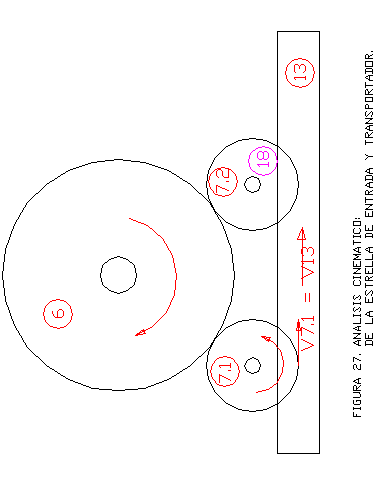 6
7.1
7.2
18
13
V7.1 = V13
FIGURA 27. ANALISIS CINEMATICO:
DE LA ESTRELLA DE ENTRADA Y TRANSPORTADOR.